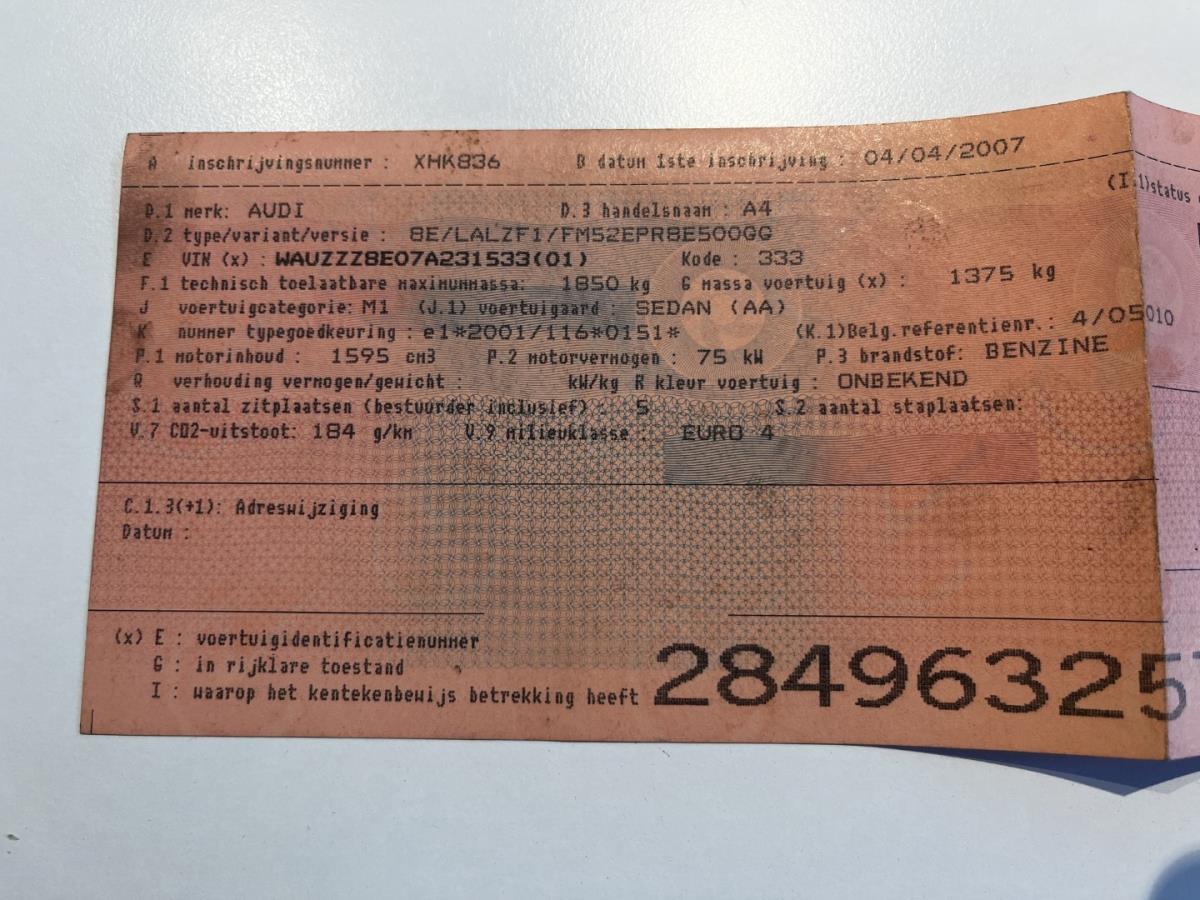 A inschrijvingsnummer : XHK836 B datum 1ste inschrijving : 04/04/2007
(I.1)status
D.1 merk: AUDI D.3 handelsnaam : A4
D.2 type/variant/versie : 8E/LALZF1/FM52EPR8E500GG
E VIN (x) : WAUZZZ8E07A231533(01) Kode : 333
F.1 technisch toelaatbare maximummassa: 1850 kg G massa voertuig (x) : 1375 kg
J voertuigcategorie: M1 (J.1) voertuigaard : SEDAN (AA)
K nummer typegoedkeuring : e1*2001/116*0151* (K.1)Belg.referentienr.: 4/05010
P.1 motorinhoud : 1595 cm3 P.2 motorvermogen : 75 kW P.3 brandstof: BENZINE
Q verhouding vermogen/gewicht : kW/kg R kleur voertuig : ONBEKEND
S.1 aantal zitplaatsen (bestuurder inclusief) : 5 S.2 aantal staplaatsen:
V.7 CO2-uitstoot: 184 g/km V.9 milieuklasse : EURO 4
C.1.3(+1): Adreswijziging
Datum :
(x) E : voertuigidentificatienummer
G : in rijklare toestand
I : waarop het kentekenbewijs betrekking heeft
28496325